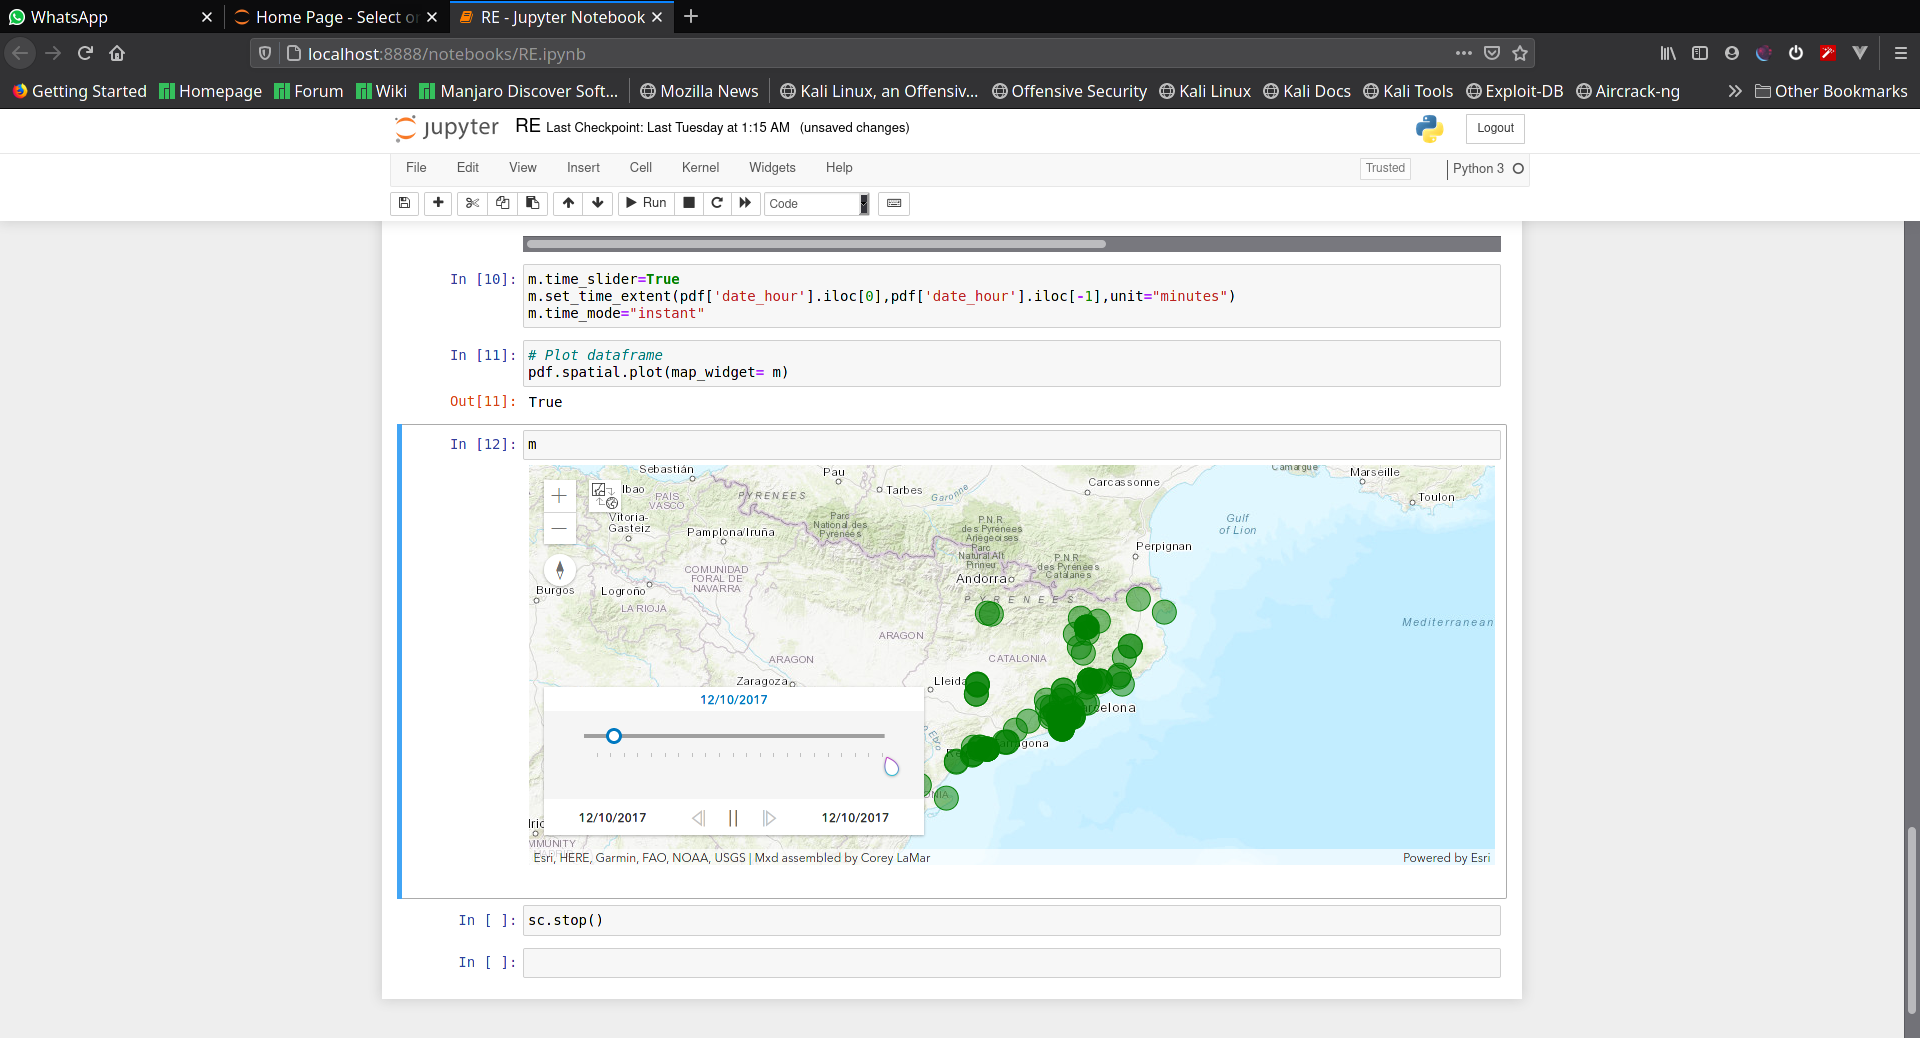 WhatsApp
Home Page - Select or
RE - Jupyter Notebook
localhost:8888/notebooks/RE.ipynb
Getting Started Homepage Forum Wiki Manjaro Discover Soft... Mozilla News Kali Linux, an Offensiv... Offensive Security Kali Linux Kali Docs Kali Tools Exploit-DB Aircrack-ng Other Bookmarks
jupyter RE Last Checkpoint: Last Tuesday at 1:15 AM (unsaved changes) Logout
File Edit View Insert Cell Kernel Widgets Help Trusted Python 3
Run Code
In [10]: m.time_slider=True
m.set_time_extent(pdf['date_hour'].iloc[0],pdf['date_hour'].iloc[-1],unit="minutes")
m.time_mode="instant"
In [11]: # Plot dataframe
pdf.spatial.plot(map_widget= m)
Out[11]: True
In [12]: m
Sebastián Pau Camargue Marseille
Carcassonne
lbao Tarbes Garonne
PAIS VASCO PYRENEES Toulon
Vitoria-Gasteiz Parc National des Pyrenees P.N.R. des Pyrenees Ariegeoises Gulf of Lion
Pamplona/Iruña
Perpignan
Parc Natural Alt Pirineu
P.N.R. des Pyrénées Catalanes
COMUNIDAD FORAL DE NAVARRA Andorra
Burgos Logroño
PYRENEES
LA RIOJA
Mediterranean
ARAGON
ARAGON CATALONIA
Zaragoza Lleida
12/10/2017
rcelona
gona
ONIA
12/10/2017 12/10/2017
MMUNITY
Esri, HERE, Garmin, FAO, NOAA, USGS | Mxd assembled by Corey LaMar Powered by Esri
In [ ]: sc.stop()
In [ ]: